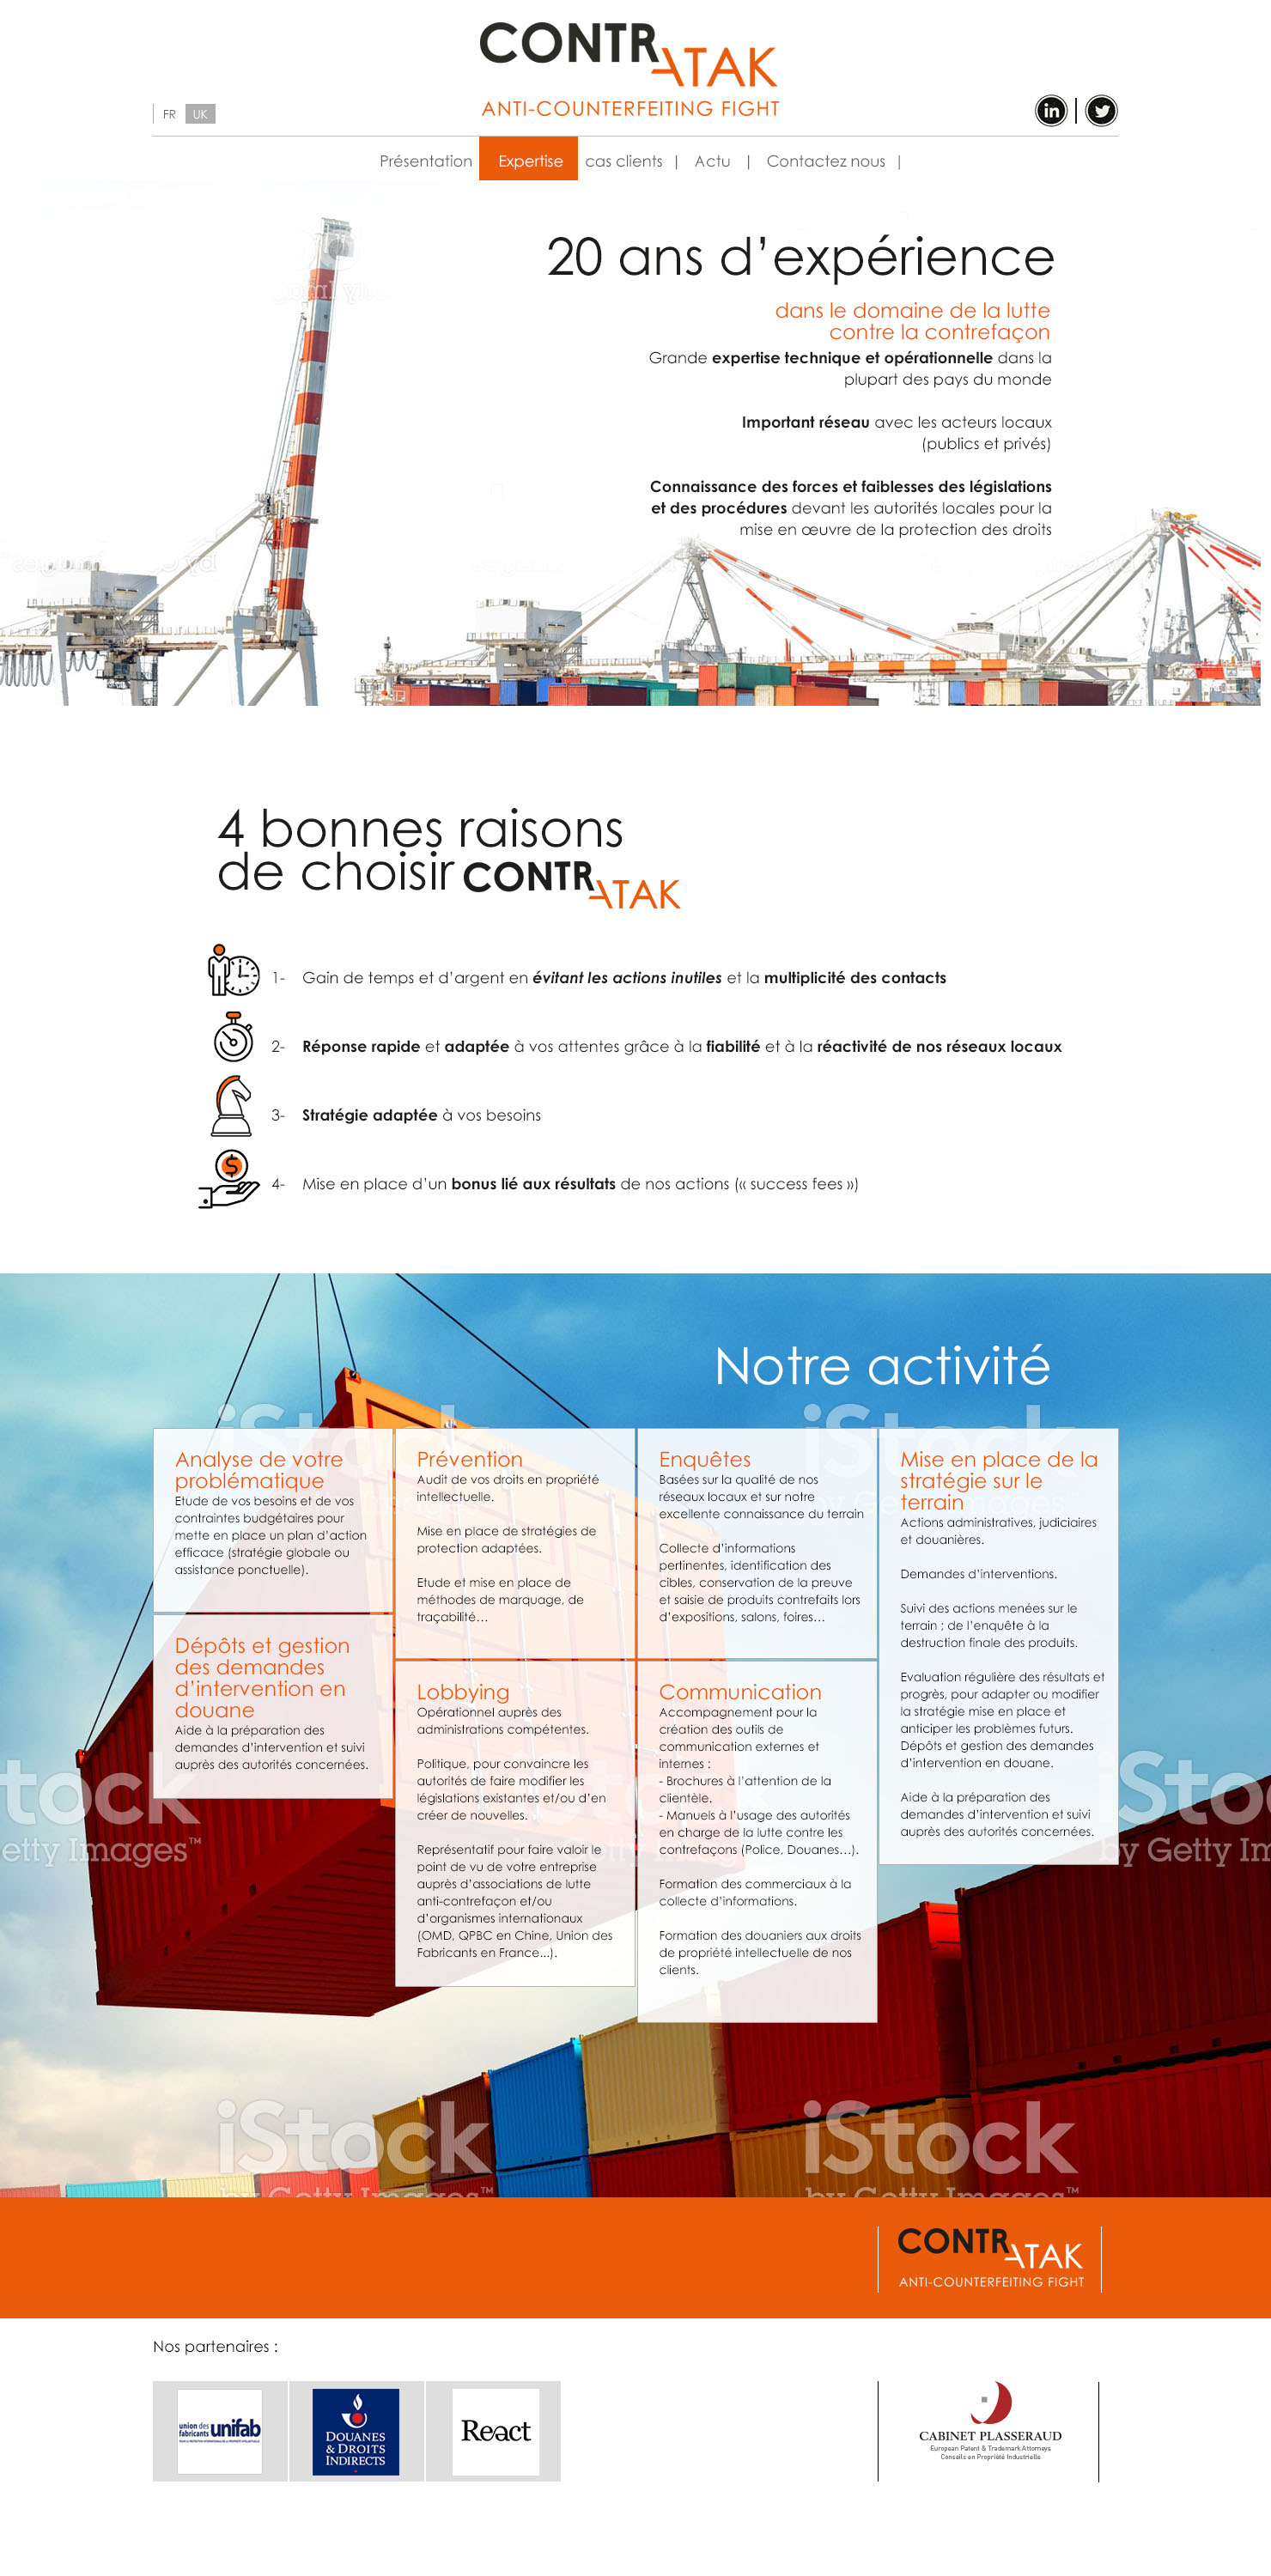 CONTRATAK
ANTI-COUNTERFEITING FIGHT
FR UK
Présentation Expertise cas clients | Actu | Contactez nous |
20 ans d’expérience
dans le domaine de la lutte
contre la contrefaçon
Grande expertise technique et opérationnelle dans la
plupart des pays du monde
Important réseau avec les acteurs locaux
(publics et privés)
Connaissance des forces et faiblesses des législations
et des procédures devant les autorités locales pour la
mise en œuvre de la protection des droits
4 bonnes raisons
de choisir CONTRATAK
1- Gain de temps et d’argent en évitant les actions inutiles et la multiplicité des contacts
2- Réponse rapide et adaptée à vos attentes grâce à la fiabilité et à la réactivité de nos réseaux locaux
3- Stratégie adaptée à vos besoins
4- Mise en place d’un bonus lié aux résultats de nos actions (« success fees »)
Notre activité
Analyse de votre
problématique
Etude de vos besoins et de vos
contraintes budgétaires pour
mette en place un plan d’action
efficace (stratégie globale ou
assistance ponctuelle).
Dépôts et gestion
des demandes
d’intervention en
douane
Aide à la préparation des
demandes d’intervention et suivi
auprès des autorités concernées.
Prévention
Audit de vos droits en propriété
intellectuelle.
Mise en place de stratégies de
protection adaptées.
Etude et mise en place de
méthodes de marquage, de
traçabilité…
Lobbying
Opérationnel auprès des
administrations compétentes.
Politique, pour convaincre les
autorités de faire modifier les
législations existantes et/ou d’en
créer de nouvelles.
Représentatif pour faire valoir le
point de vu de votre entreprise
auprès d’associations de lutte
anti-contrefaçon et/ou
d’organismes internationaux
(OMD, QPBC en Chine, Union des
Fabricants en France...).
Enquêtes
Basées sur la qualité de nos
réseaux locaux et sur notre
excellente connaissance du terrain
Collecte d’informations
pertinentes, identification des
cibles, conservation de la preuve
et saisie de produits contrefaits lors
d’expositions, salons, foires…
Communication
Accompagnement pour la
création des outils de
communication externes et
internes :
- Brochures à l’attention de la
clientèle.
- Manuels à l’usage des autorités
en charge de la lutte contre les
contrefaçons (Police, Douanes…).
Formation des commerciaux à la
collecte d’informations.
Formation des douaniers aux droits
de propriété intellectuelle de nos
clients.
Mise en place de la
stratégie sur le
terrain
Actions administratives, judiciaires
et douanières.
Demandes d’interventions.
Suivi des actions menées sur le
terrain ; de l’enquête à la
destruction finale des produits.
Evaluation régulière des résultats et
progrès, pour adapter ou modifier
la stratégie mise en place et
anticiper les problèmes futurs.
Dépôts et gestion des demandes
d’intervention en douane.
Aide à la préparation des
demandes d’intervention et suivi
auprès des autorités concernées.
iStock
by Getty Images™
iStock
by Getty Images™
CONTRATAK
ANTI-COUNTERFEITING FIGHT
Nos partenaires :
union des
fabricants unifab
DOUANES
& DROITS
INDIRECTS
React
CABINET PLASSERAUD
European Patent & Trademark Attorneys
Conseils en Propriété Industrielle